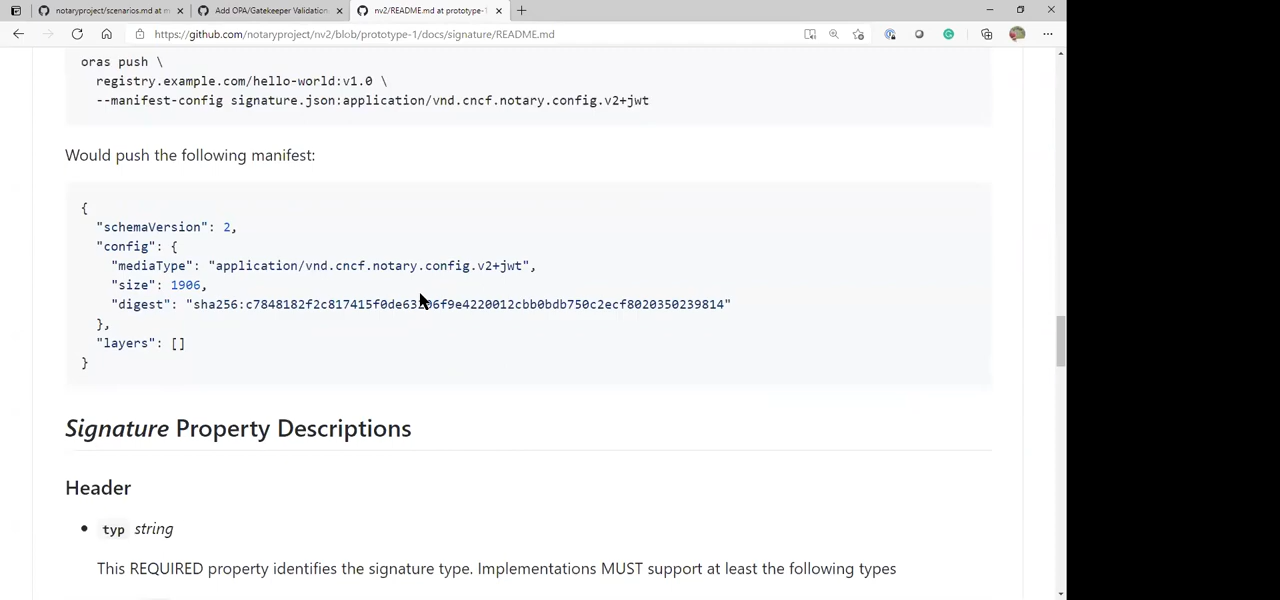 notaryproject/scenarios.md at m
Add OPA/Gatekeeper Validation
nv2/README.md at prototype-1
https://github.com/notaryproject/nv2/blob/prototype-1/docs/signature/README.md
oras push \
registry.example.com/hello-world:v1.0 \
--manifest-config signature.json:application/vnd.cncf.notary.config.v2+jwt
Would push the following manifest:
{
"schemaVersion": 2,
"config": {
"mediaType": "application/vnd.cncf.notary.config.v2+jwt",
"size": 1906,
"digest":
},
"layers": []
}
Signature Property Descriptions
Header
typ string
This REQUIRED property identifies the signature type. Implementations MUST support at least the following types